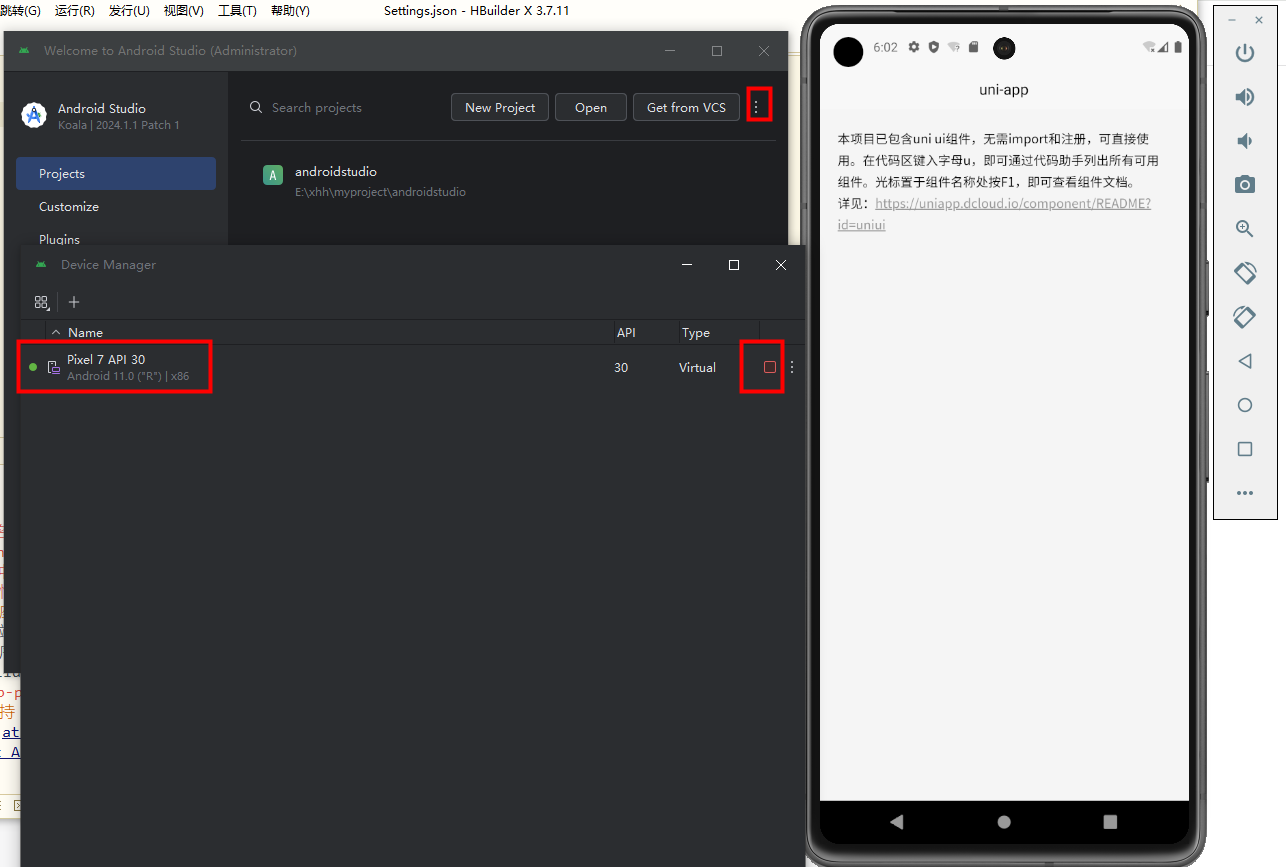 跳转(G) 运行(R) 发行(U) 视图(V) 工具(T) 帮助(Y) Settings.json - HBuilder X 3.7.11
Welcome to Android Studio (Administrator)
Android Studio
Koala | 2024.1.1 Patch 1
Search projects
New Project
Open
Get from VCS
Projects
Customize
Plugins
A
androidstudio
E:\xhh\myproject\androidstudio
Device Manager
Name API Type
Pixel 7 API 30
Android 11.0 ("R") | x86
30 Virtual
o-p
持
at
A
6:02
uni-app
本项目已包含uni ui组件，无需import和注册，可直接使
用。在代码区键入字母u，即可通过代码助手列出所有可用
组件。光标置于组件名称处按F1，即可查看组件文档。
详见：https://uniapp.dcloud.io/component/README?
id=uniui